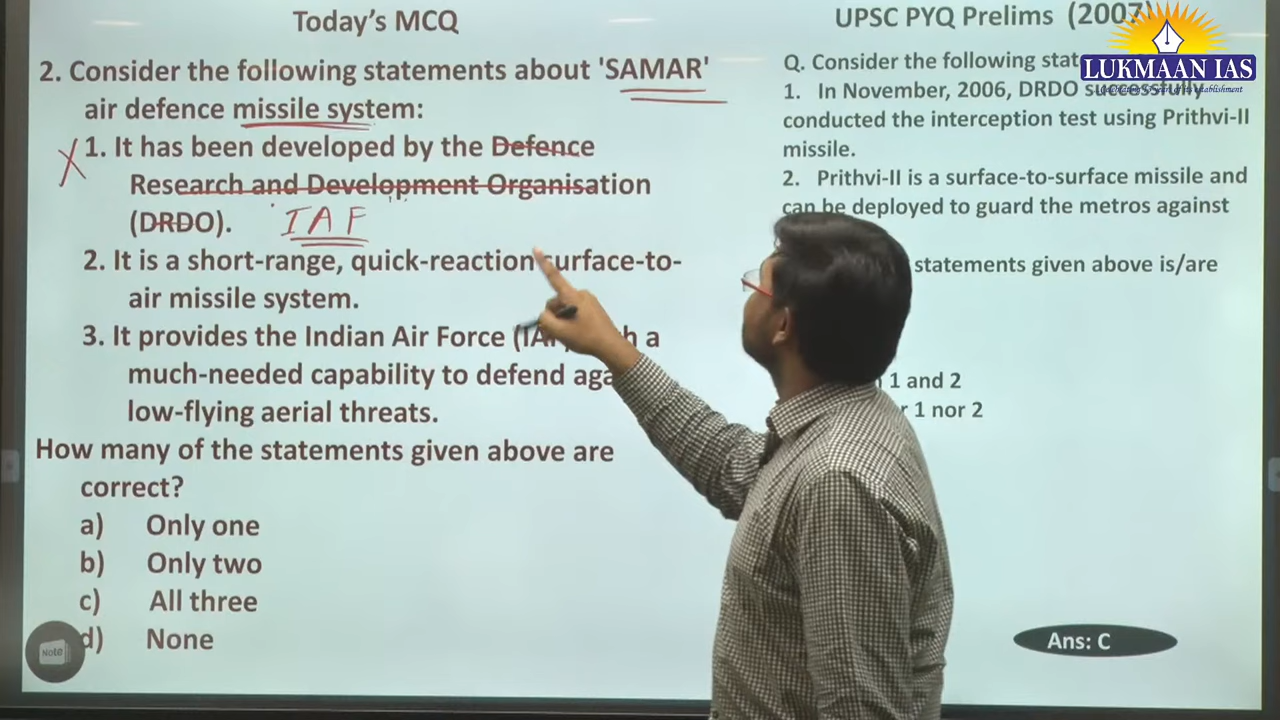 Today's MCQ
2. Consider the following statements about 'SAMAR'
air defence missile system:
1. It has been developed by the Defence
Research and Development Organisation
(DRDO). IAF
2. It is a short-range, quick-reaction surface-to-
air missile system.
3. It provides the Indian Air Force (IAF) a
much-needed capability to defend
low-flying aerial threats.
How many of the statements given above are
correct?
a) Only one
b) Only two
c) All three
d) None
Note
UPSC PYQ Prelims (2007)
LUKMAAN IAS
Q. Consider the following
1. In November, 2006, DRDO successfully
conducted the interception test using Prithvi-II
missile.
2. Prithvi-II is a surface-to-surface missile and
can be deployed to guard the metros against
statements given above is/are
1 and 2
1 nor 2
Ans: C